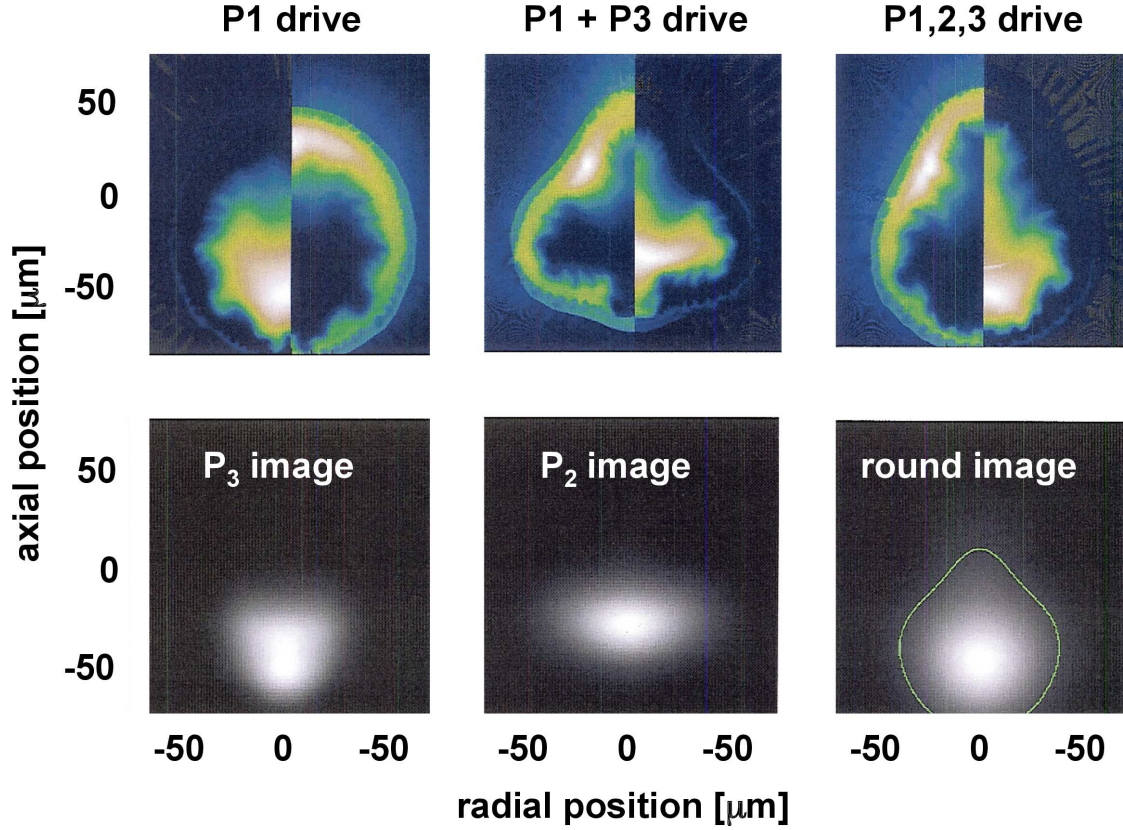 P1 drive
P1 + P3 drive
P1,2,3 drive
50
0
-50
P3 image
P2 image
round image
50
0
-50
axial position [μm]
-50 0 -50
-50 0 -50
-50 0 -50
radial position [μm]